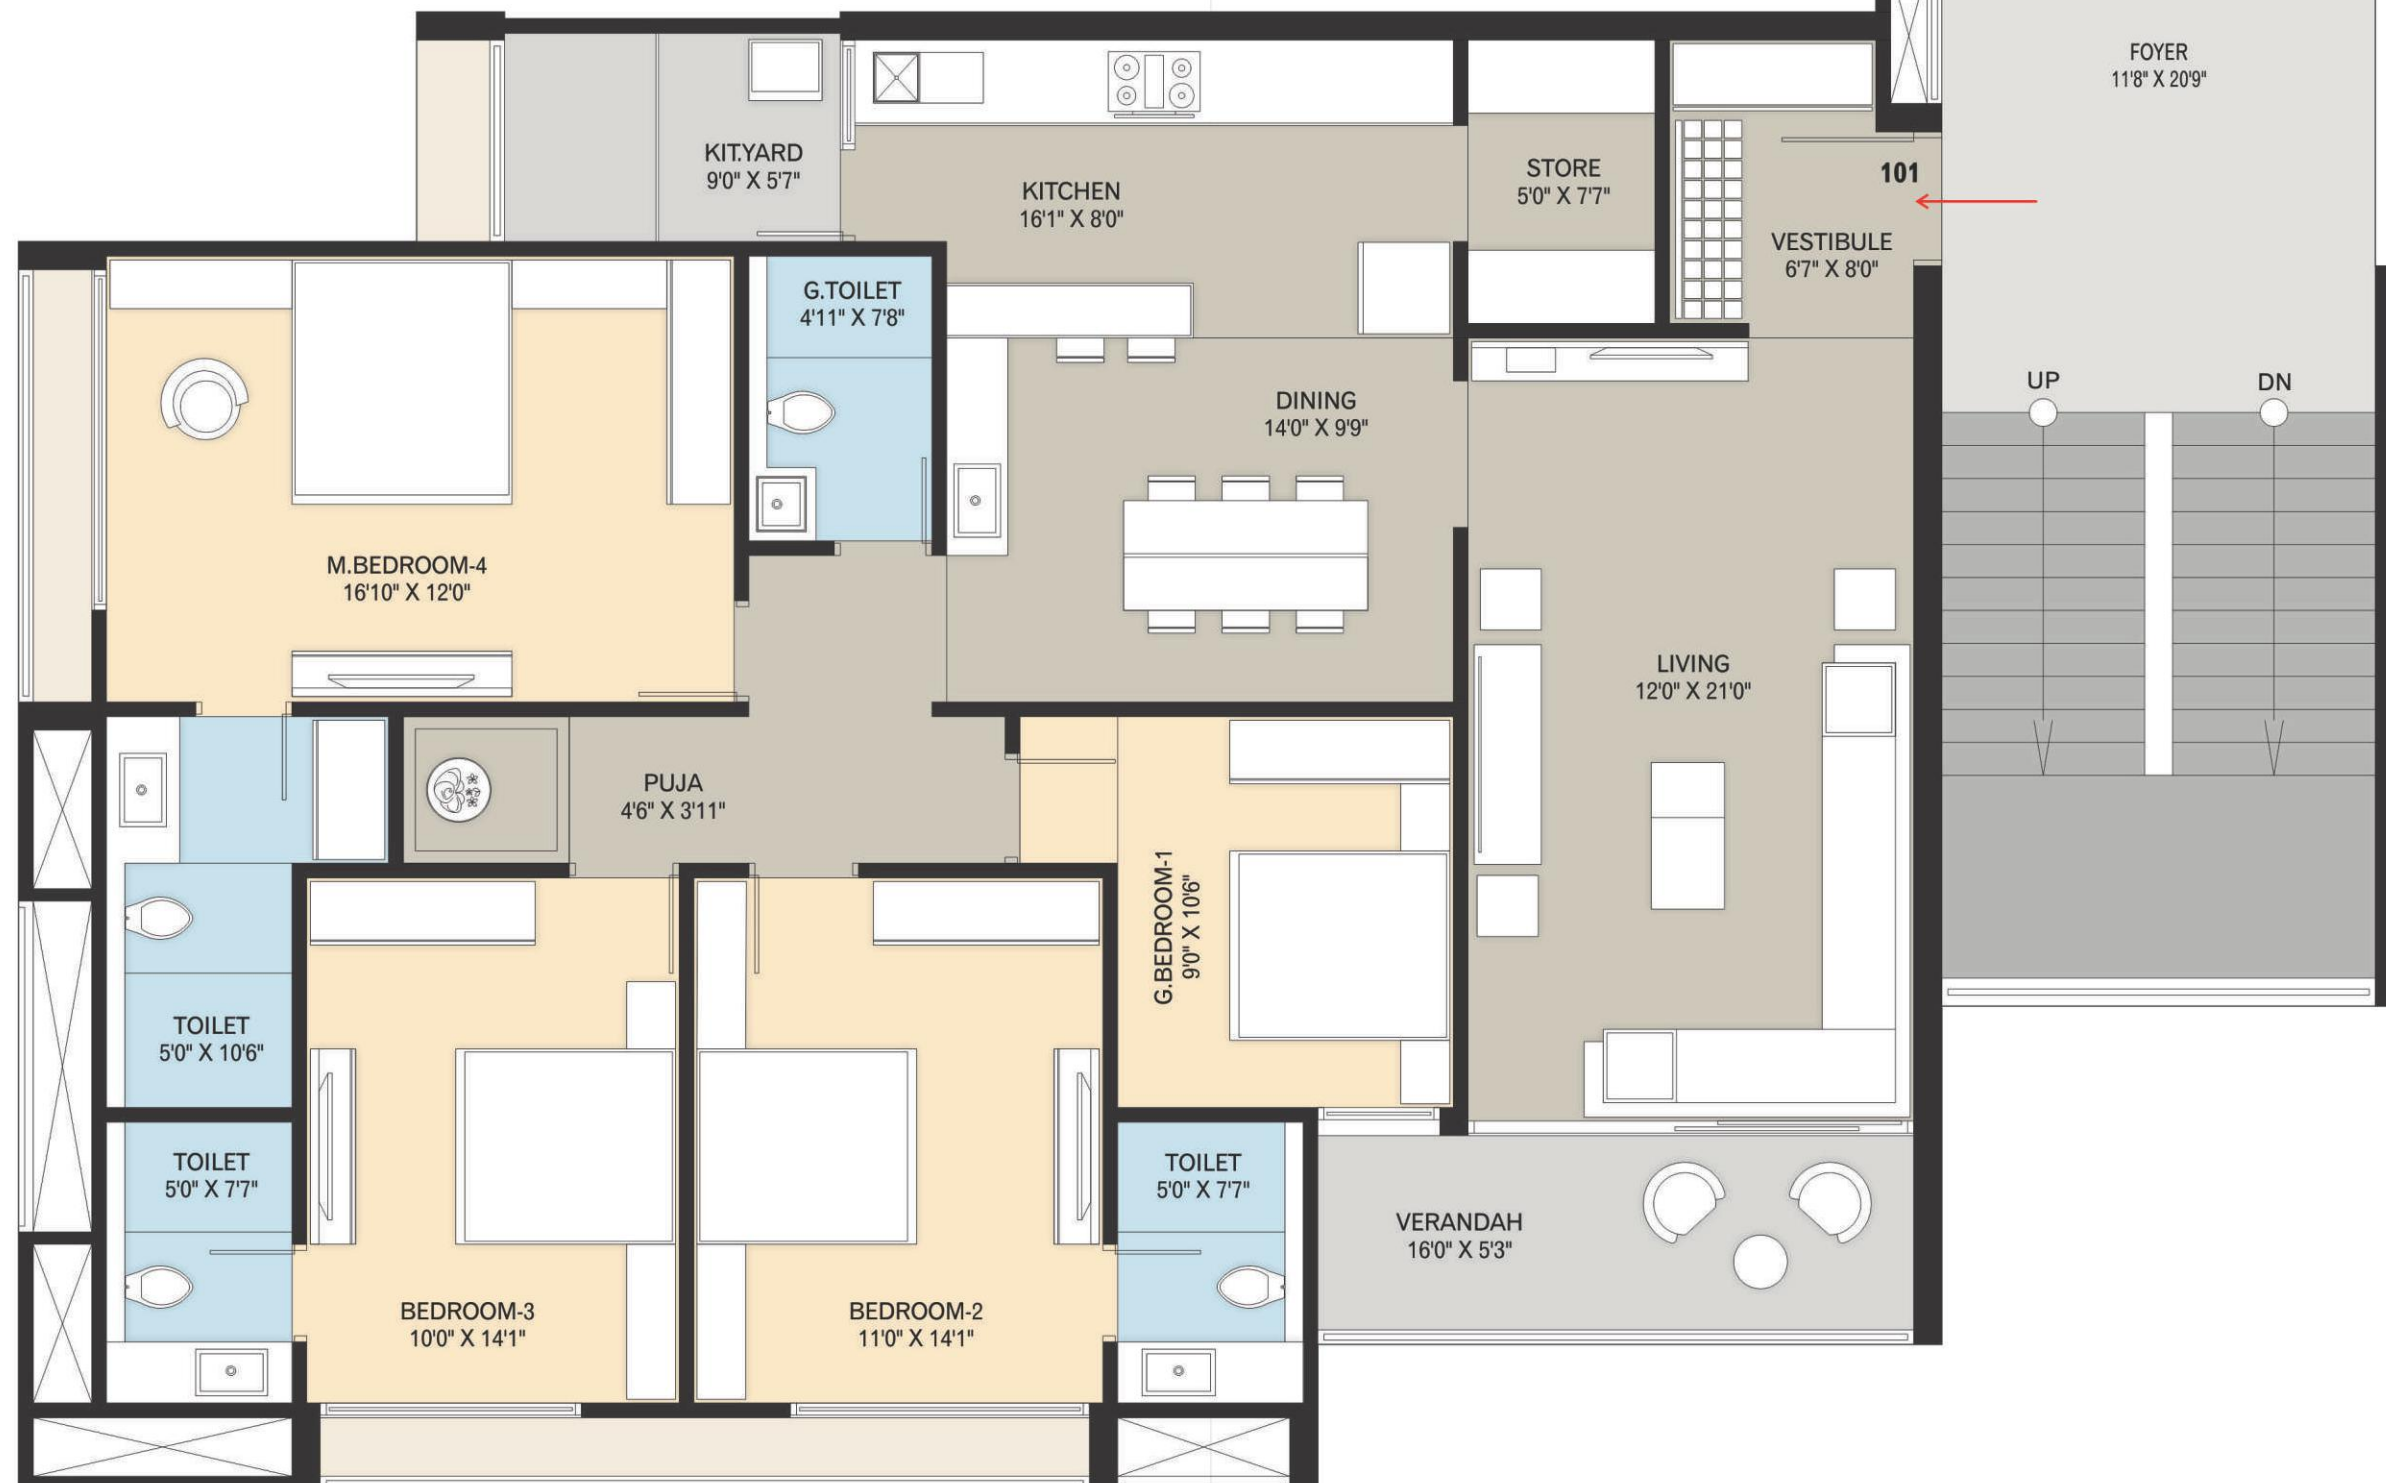 FOYER
11'8" X 20'9"
KIT.YARD
9'0" X 5'7"
KITCHEN
16'1" X 8'0"
STORE
5'0" X 7'7"
101
VESTIBULE
6'7" X 8'0"
G.TOILET
4'11" X 7'8"
UP
DN
DINING
14'0" X 9'9"
M.BEDROOM-4
16'10" X 12'0"
LIVING
12'0" X 21'0"
PUJA
4'6" X 3'11"
G.BEDROOM-1
9'0" X 10'6"
TOILET
5'0" X 10'6"
TOILET
5'0" X 7'7"
TOILET
5'0" X 7'7"
VERANDAH
16'0" X 5'3"
BEDROOM-3
10'0" X 14'1"
BEDROOM-2
11'0" X 14'1"